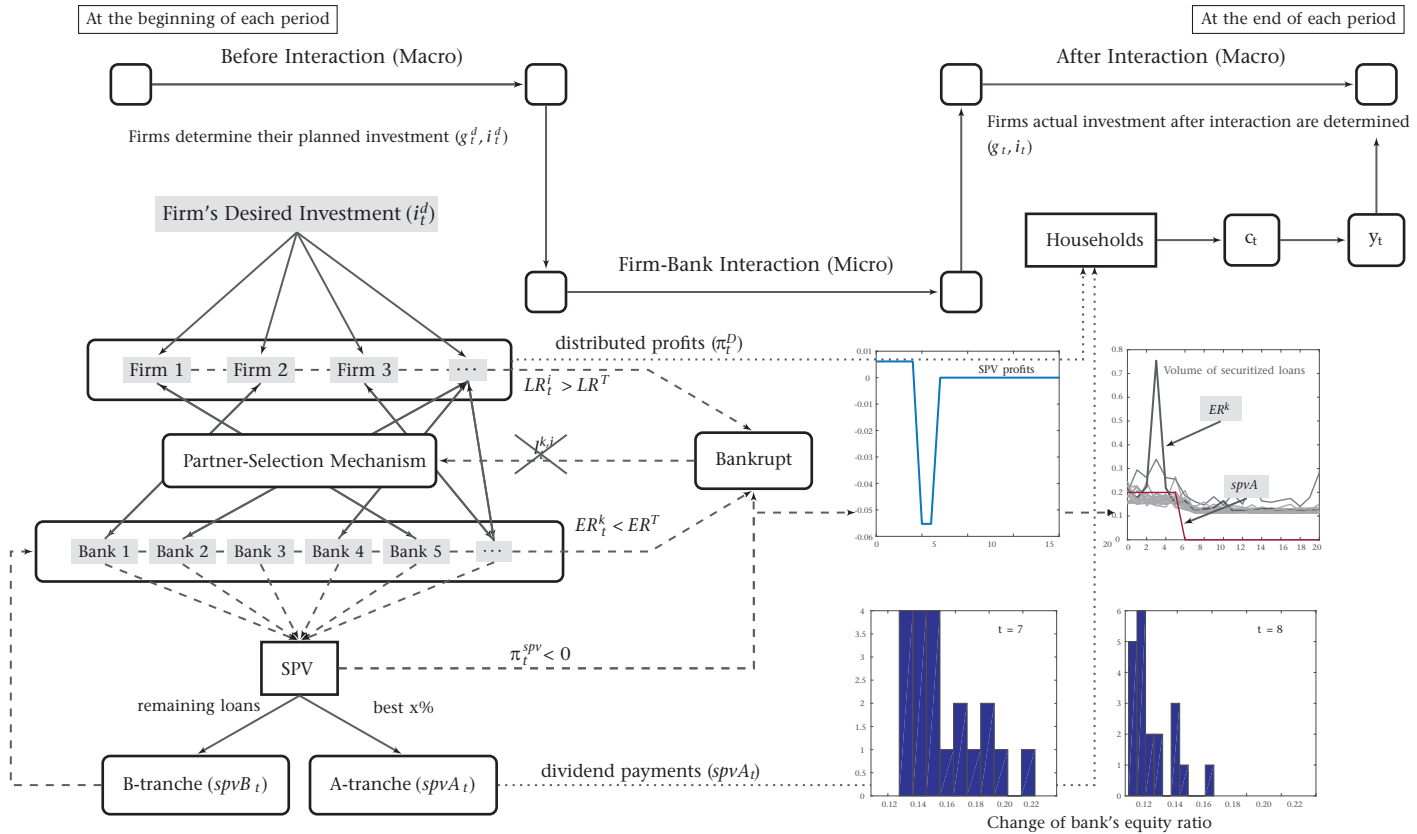 At the beginning of each period
At the end of each period
Before Interaction (Macro)
After Interaction (Macro)
Firms determine their planned investment (g_t^d, i_t^d)
Firms actual investment after interaction are determined
(g_t, i_t)
Firm's Desired Investment (i_t^d)
Households
c_t
y_t
Firm-Bank Interaction (Micro)
distributed profits (π_t^D)
Firm 1
Firm 2
Firm 3
...
LR_t^i > LR^T
Partner-Selection Mechanism
Bankrupt
ER_t^k < ER^T
Bank 1
Bank 2
Bank 3
Bank 4
Bank 5
...
SPV
π_t^spv < 0
remaining loans
best x%
B-tranche (spvB_t)
A-tranche (spvA_t)
dividend payments (spvA_t)
SPV profits
0.01
0
-0.01
-0.02
-0.03
-0.04
-0.05
-0.06
0
5
10
15
20
Volume of securitized loans
ER^k
spvA
0.8
0.7
0.6
0.5
0.4
0.3
0.2
0.1
0
0 2 4 6 8 10 12 14 16 18 20
t = 7
4
3.5
3
2.5
2
1.5
1
0.5
0
0.12 0.14 0.16 0.18 0.20 0.22
t = 8
6
5
4
3
2
1
0
0.12 0.14 0.16 0.18 0.20 0.22
Change of bank's equity ratio